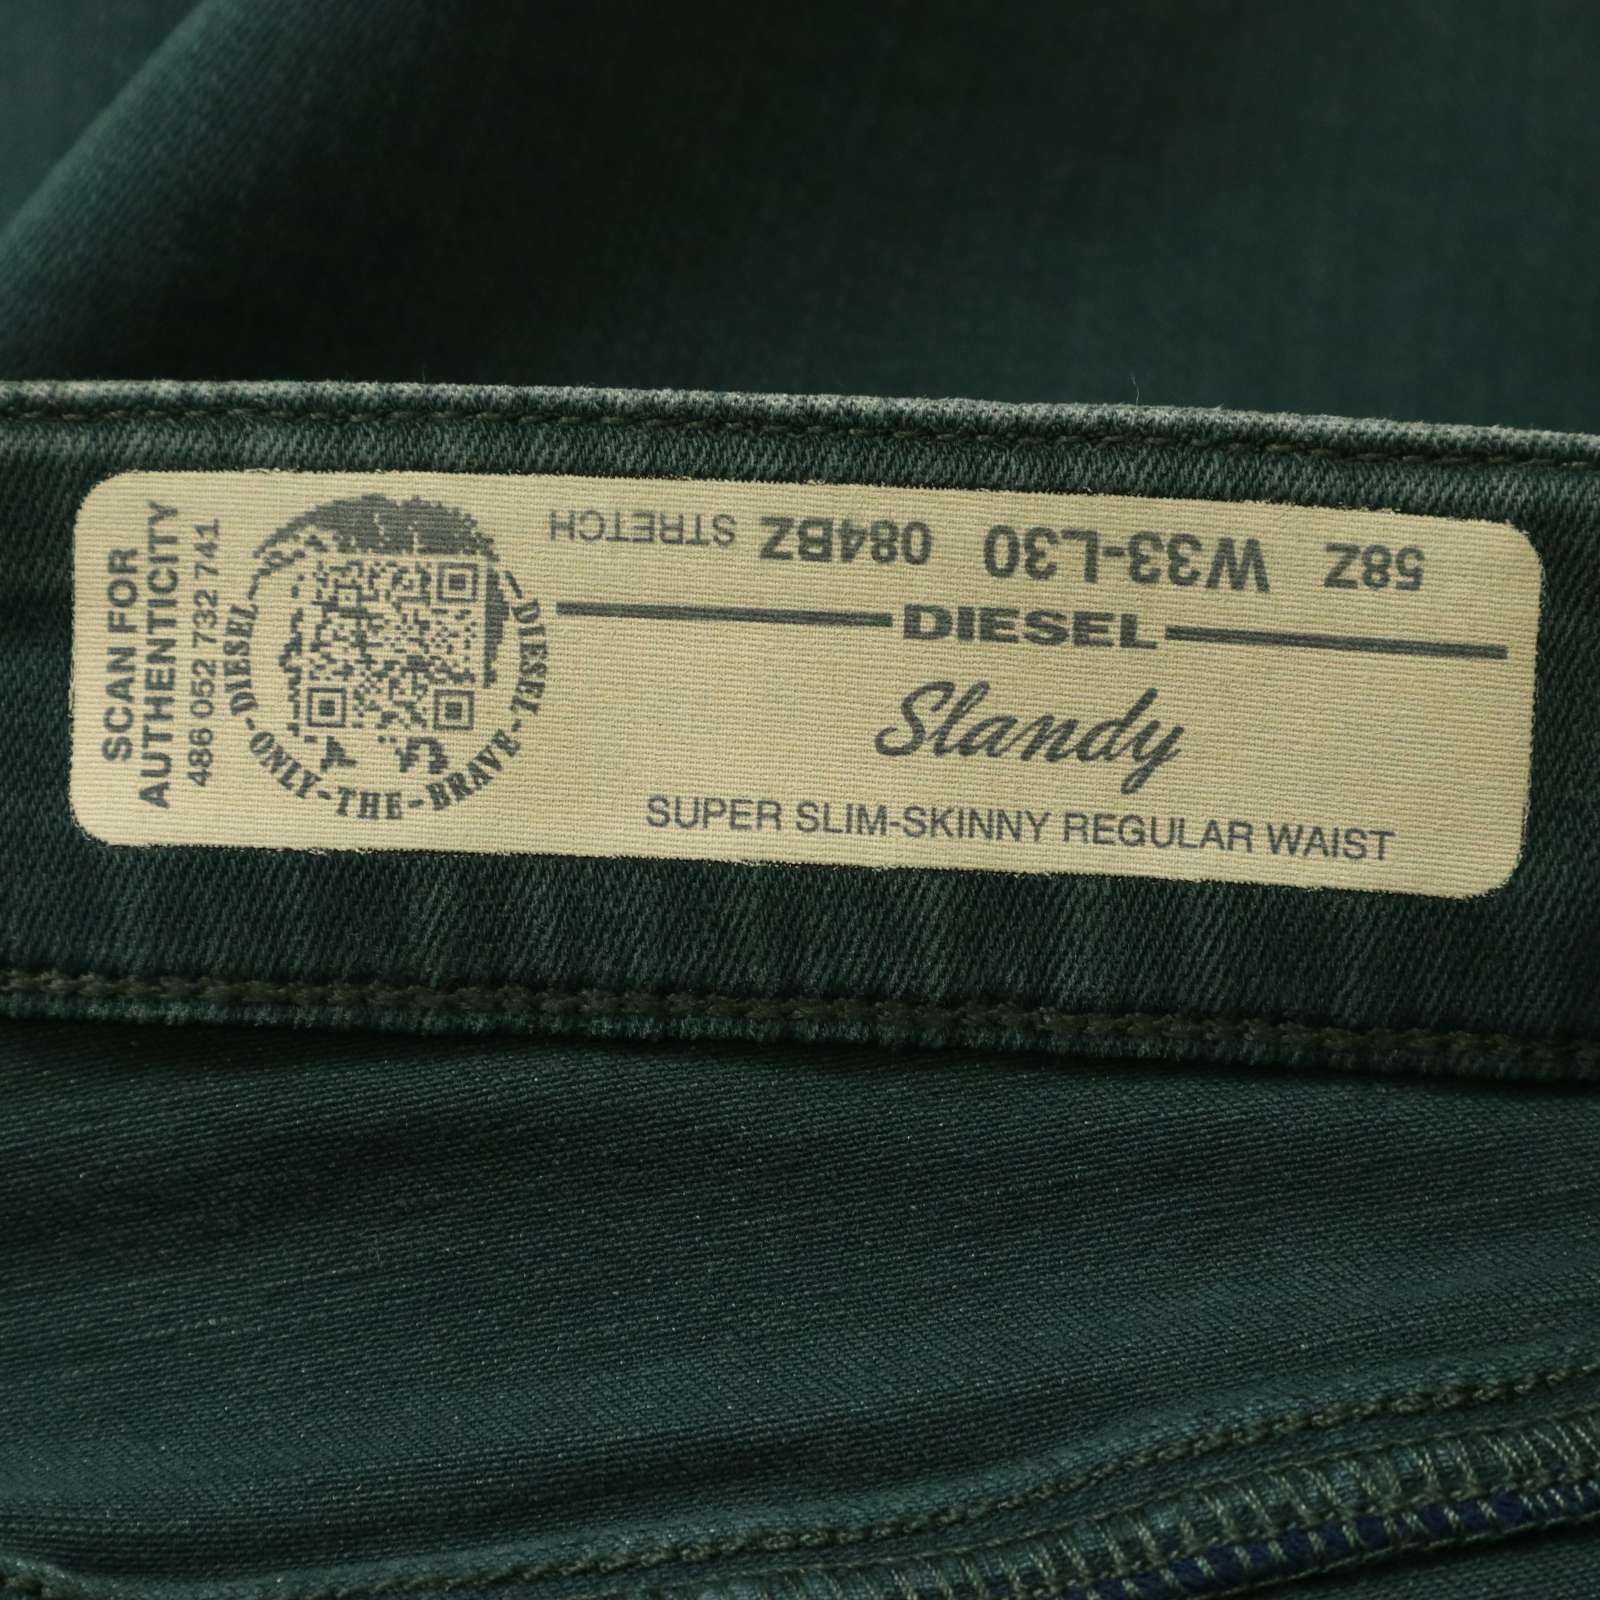 SCAN FOR
AUTHENTICITY
486 052 732 741
DIESEL - ONLY - THE - BRAVE - DIESEL
58Z W33-L30 084BZ STRETCH
DIESEL
Slandy
SUPER SLIM-SKINNY REGULAR WAIST